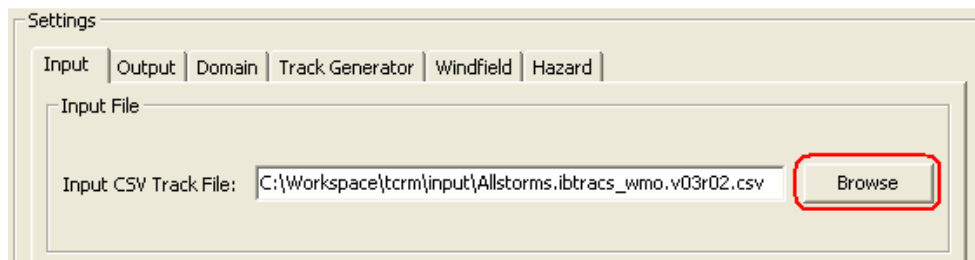 Settings
Input Output Domain Track Generator Windfield Hazard
Input File
Input CSV Track File: C:\Workspace\tcrm\input\Allstorms.ibtracs_wmo.v03r02.csv Browse